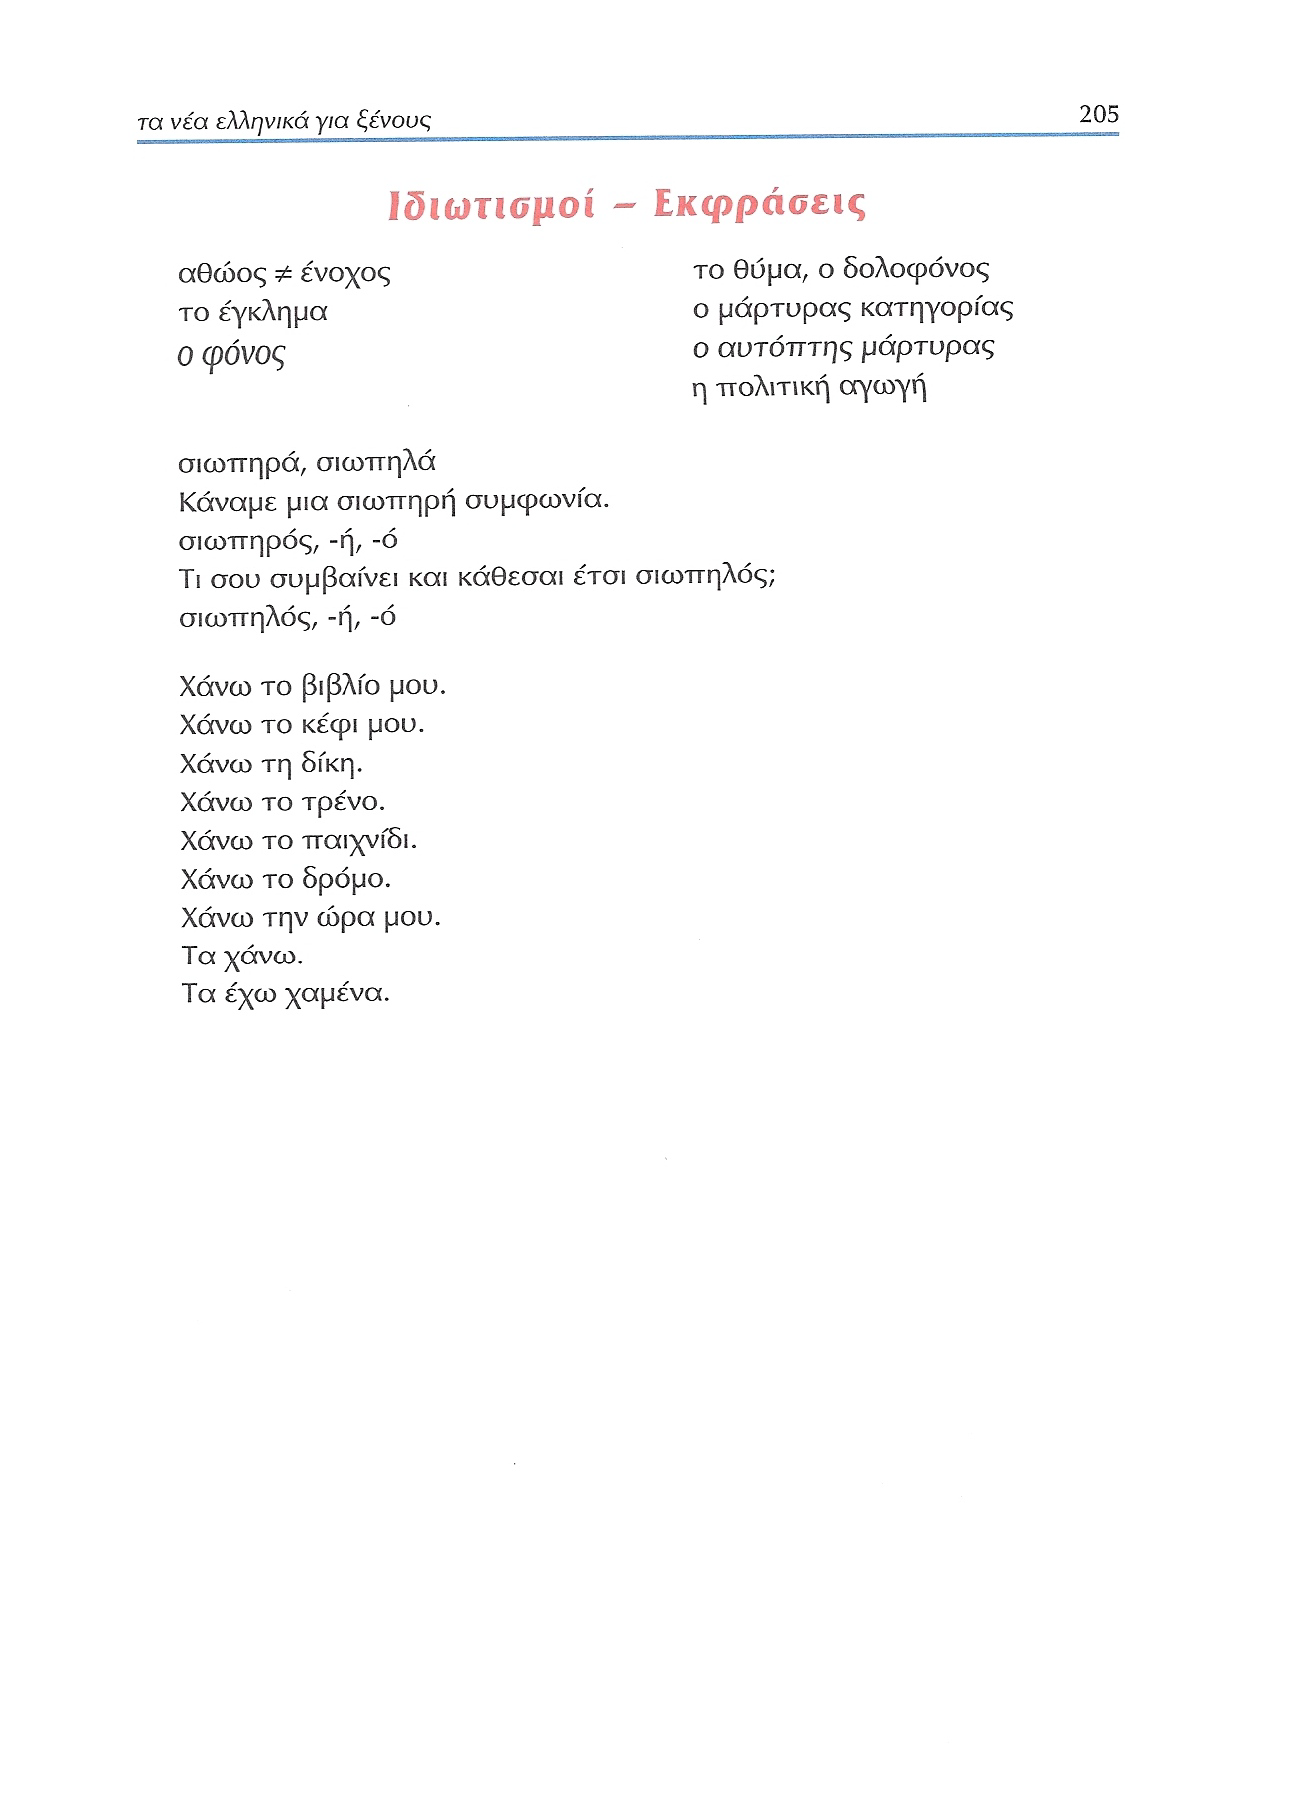 τα νέα ελληνικά για ξένους
205
Ιδιωτισμοί – Εκφράσεις
αθώος ≠ ένοχος
το έγκλημα
ο φόνος
το θύμα, ο δολοφόνος
ο μάρτυρας κατηγορίας
ο αυτόπτης μάρτυρας
η πολιτική αγωγή
σιωπηρά, σιωπηλά
Κάναμε μια σιωπηρή συμφωνία.
σιωπηρός, -ή, -ό
Τι σου συμβαίνει και κάθεσαι έτσι σιωπηλός;
σιωπηλός, -ή, -ό
Χάνω το βιβλίο μου.
Χάνω το κέφι μου.
Χάνω τη δίκη.
Χάνω το τρένο.
Χάνω το παιχνίδι.
Χάνω το δρόμο.
Χάνω την ώρα μου.
Τα χάνω.
Τα έχω χαμένα.